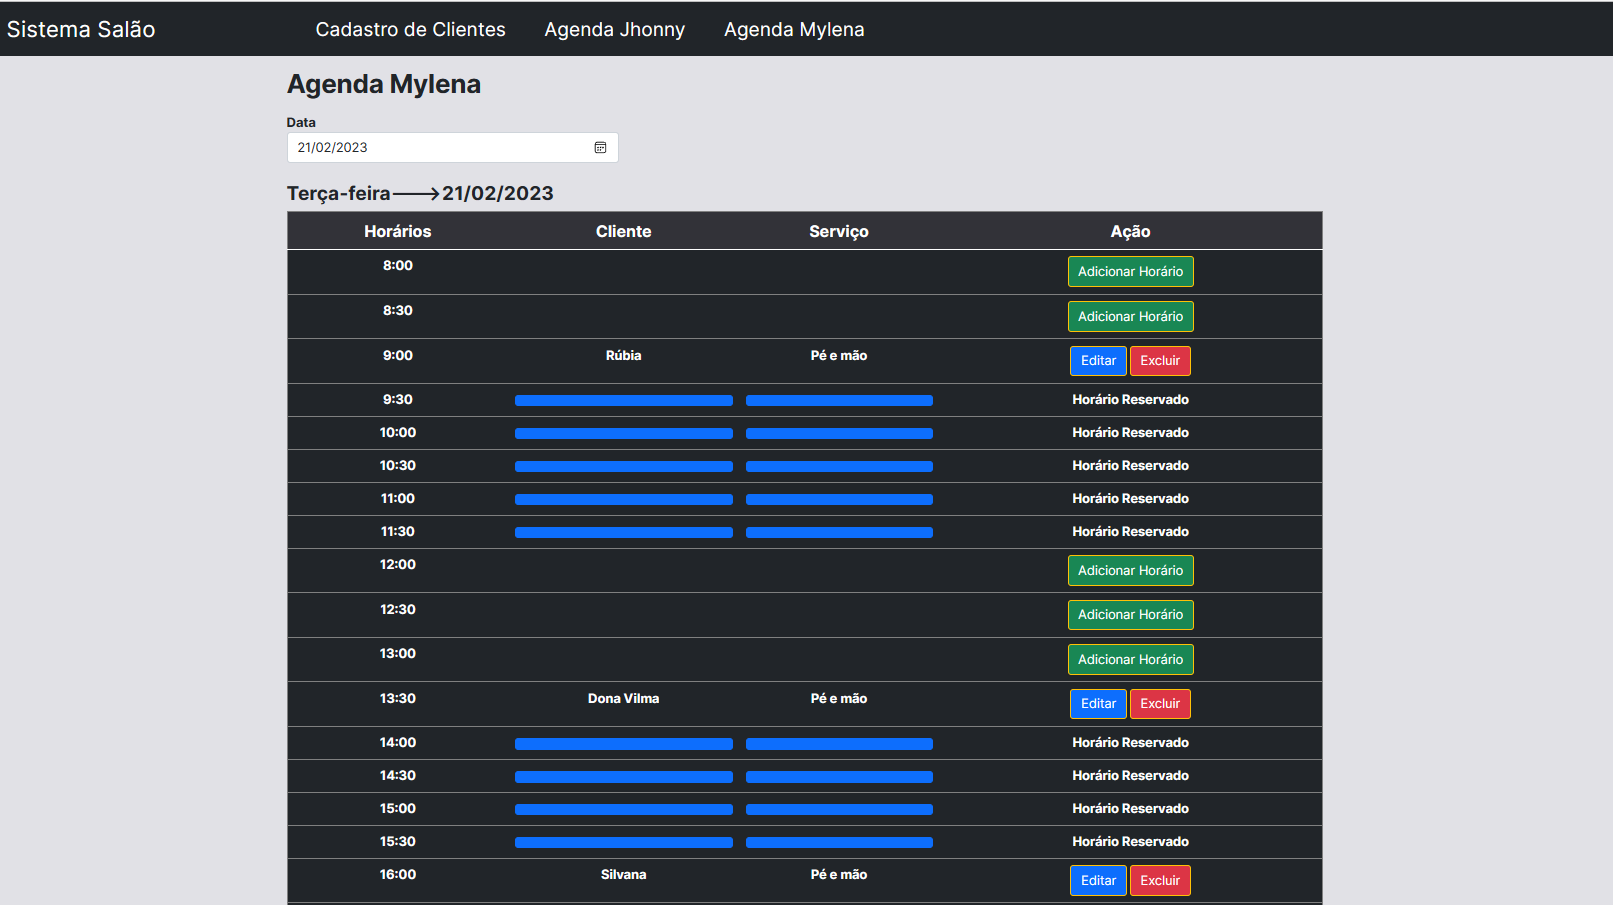 Sistema Salão Cadastro de Clientes Agenda Jhonny Agenda Mylena
Agenda Mylena
Data
21/02/2023
Terça-feira--->21/02/2023
Horários Cliente Serviço Ação
8:00 Adicionar Horário
8:30 Adicionar Horário
9:00 Rúbia Pé e mão Editar Excluir
9:30 Horário Reservado
10:00 Horário Reservado
10:30 Horário Reservado
11:00 Horário Reservado
11:30 Horário Reservado
12:00 Adicionar Horário
12:30 Adicionar Horário
13:00 Adicionar Horário
13:30 Dona Vilma Pé e mão Editar Excluir
14:00 Horário Reservado
14:30 Horário Reservado
15:00 Horário Reservado
15:30 Horário Reservado
16:00 Silvana Pé e mão Editar Excluir